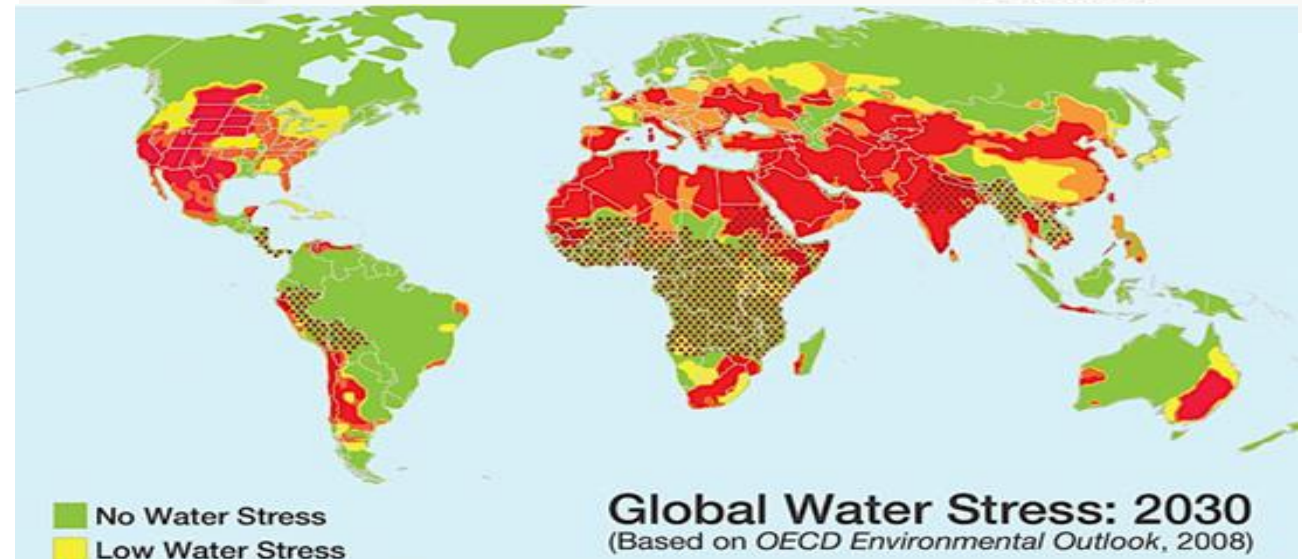 No Water Stress
Low Water Stress
Global Water Stress: 2030
(Based on OECD Environmental Outlook, 2008)